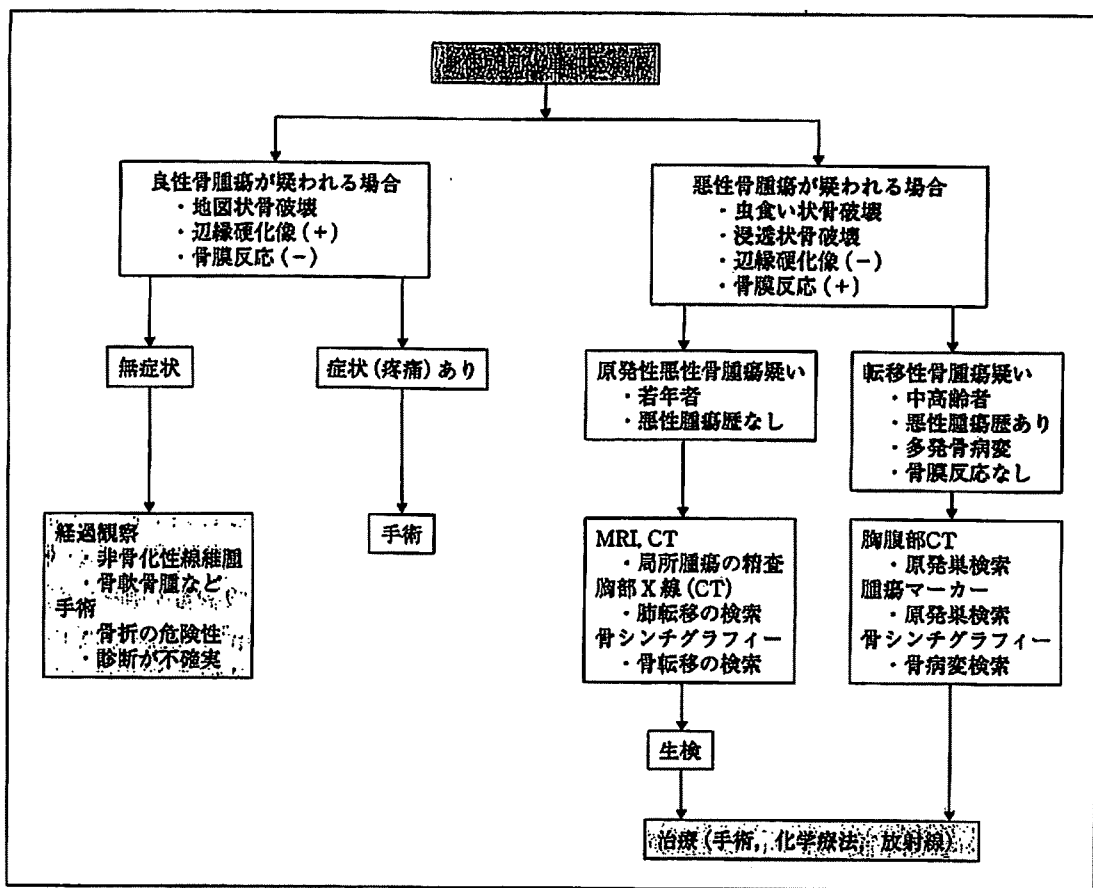 良性骨腫瘍が疑われる場合
・地図状骨破壊
・辺縁硬化像(+)
・骨膜反応(−)
悪性骨腫瘍が疑われる場合
・虫食い状骨破壊
・浸透状骨破壊
・辺縁硬化像(−)
・骨膜反応(+)
無症状
症状(疼痛)あり
原発性悪性骨腫瘍疑い
・若年者
・悪性腫瘍歴なし
転移性骨腫瘍疑い
・中高齢者
・悪性腫瘍歴あり
・多発骨病変
・骨膜反応なし
経過観察
・非骨化性線維腫
・骨軟骨腫など
手術
・骨折の危険性
・診断が不確実
手術
MRI, CT
・局所腫瘍の精査
胸部X線(CT)
・肺転移の検索
骨シンチグラフィー
・骨転移の検索
胸腹部CT
・原発巣検索
腫瘍マーカー
・原発巣検索
骨シンチグラフィー
・骨病変検索
生検
治療(手術, 化学療法, 放射線)